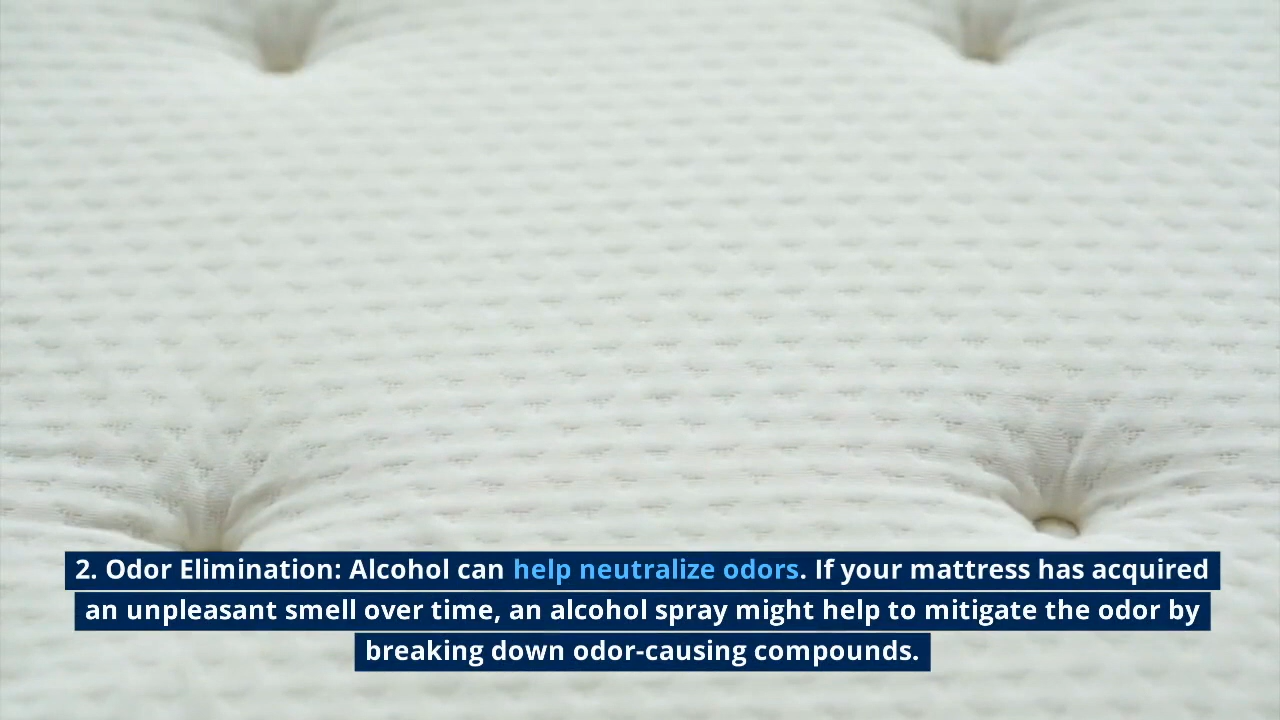 2. Odor Elimination: Alcohol can help neutralize odors. If your mattress has acquired
an unpleasant smell over time, an alcohol spray might help to mitigate the odor by
breaking down odor-causing compounds.